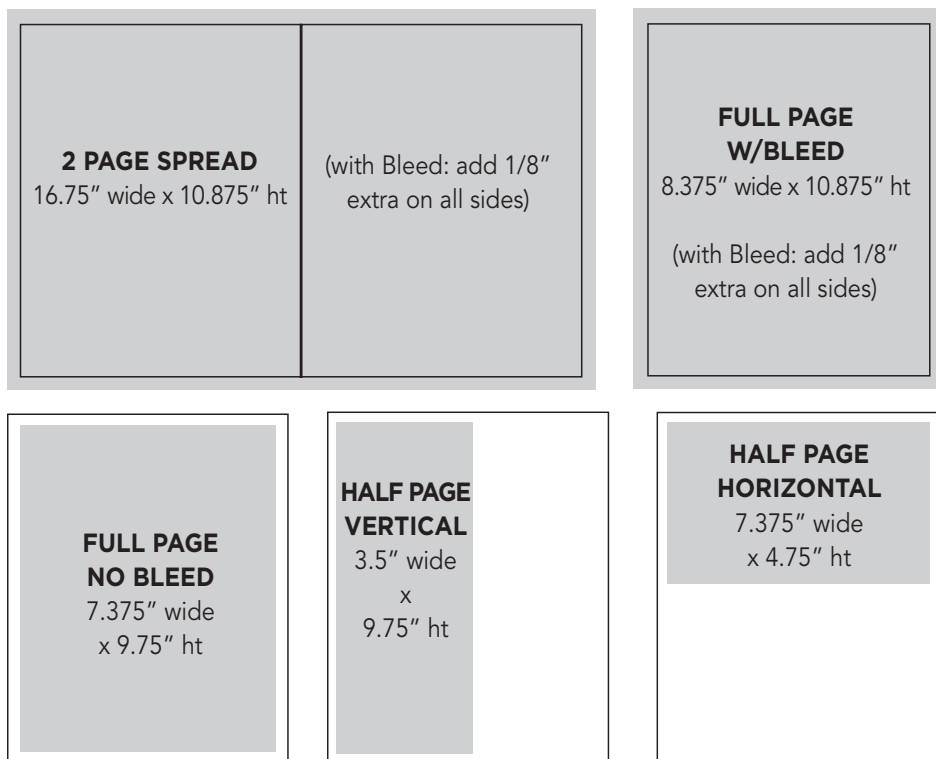 2 PAGE SPREAD
16.75” wide x 10.875” ht
(with Bleed: add 1/8”
extra on all sides)
FULL PAGE
W/BLEED
8.375” wide x 10.875” ht
(with Bleed: add 1/8”
extra on all sides)
FULL PAGE
NO BLEED
7.375” wide
x 9.75” ht
HALF PAGE
VERTICAL
3.5” wide
x
9.75” ht
HALF PAGE
HORIZONTAL
7.375” wide
x 4.75” ht